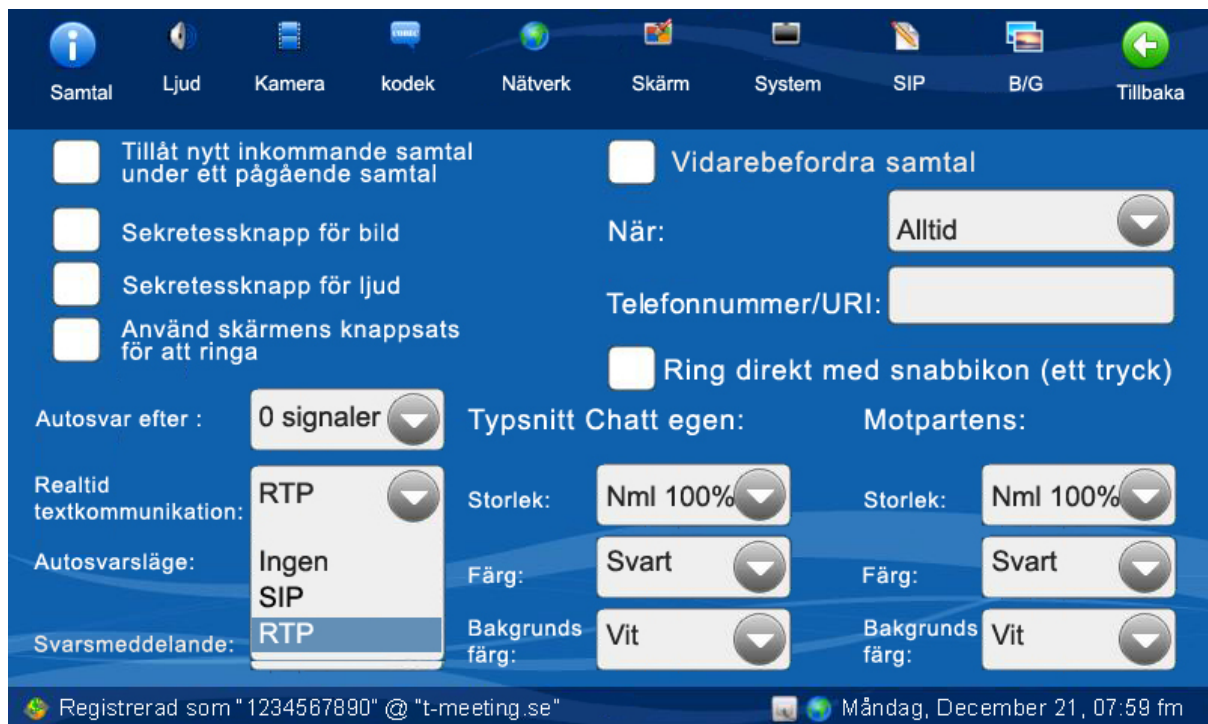 Samtal
Ljud
Kamera
CODEC
kodek
Nätverk
Skärm
System
SIP
B/G
Tillbaka
Tillåt nytt inkommande samtal
under ett pågående samtal
Sekretessknapp för bild
Sekretessknapp för ljud
Använd skärmens knappsats
för att ringa
Vidarebefordra samtal
När:
Alltid
Telefonnummer/URI:
Ring direkt med snabbikon (ett tryck)
Autosvar efter :
0 signaler
Typsnitt Chatt egen:
Motpartens:
Realtid
textkommunikation:
RTP
Ingen
SIP
RTP
Autosvarsläge:
Svarsmeddelande:
Storlek:
Nml 100%
Färg:
Svart
Bakgrunds
färg:
Vit
Storlek:
Nml 100%
Färg:
Svart
Bakgrunds
färg:
Vit
Registrerad som "1234567890" @ "t-meeting.se"
Måndag, December 21, 07:59 fm